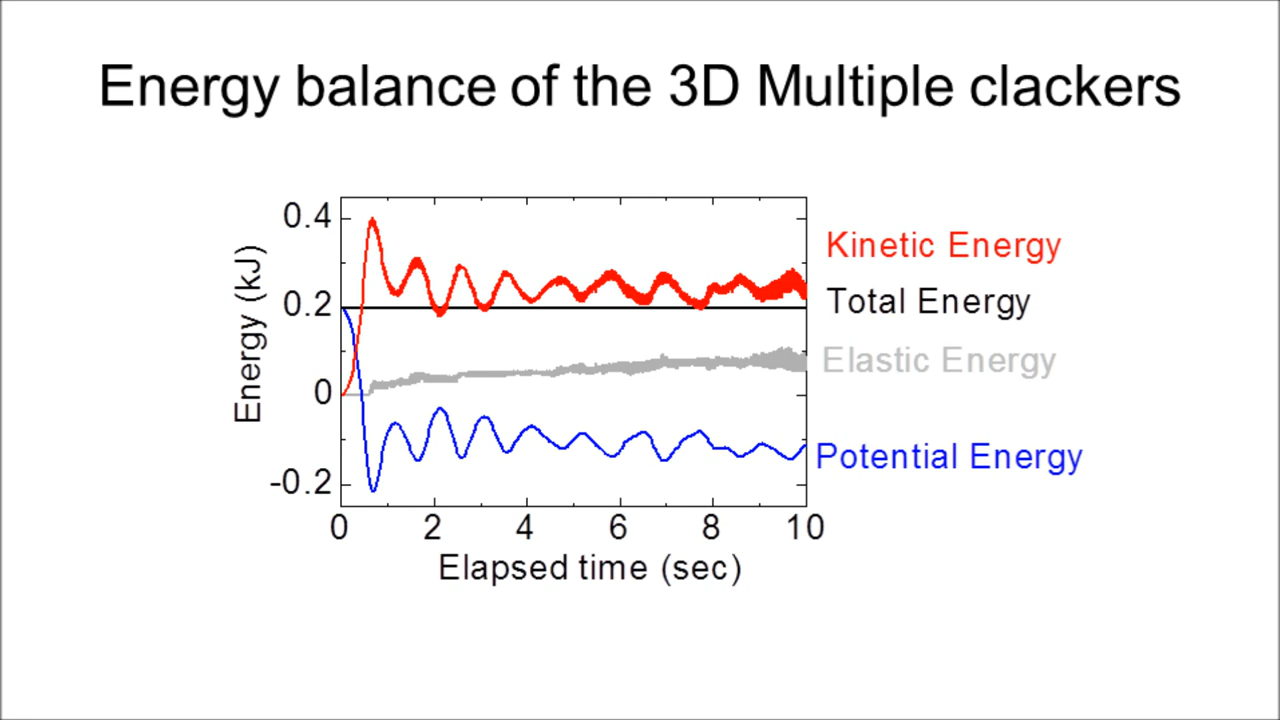 Energy balance of the 3D Multiple clackers
0.4
0.2
0
-0.2
Energy (kJ)
Kinetic Energy
Total Energy
Elastic Energy
Potential Energy
0 2 4 6 8 10
Elapsed time (sec)